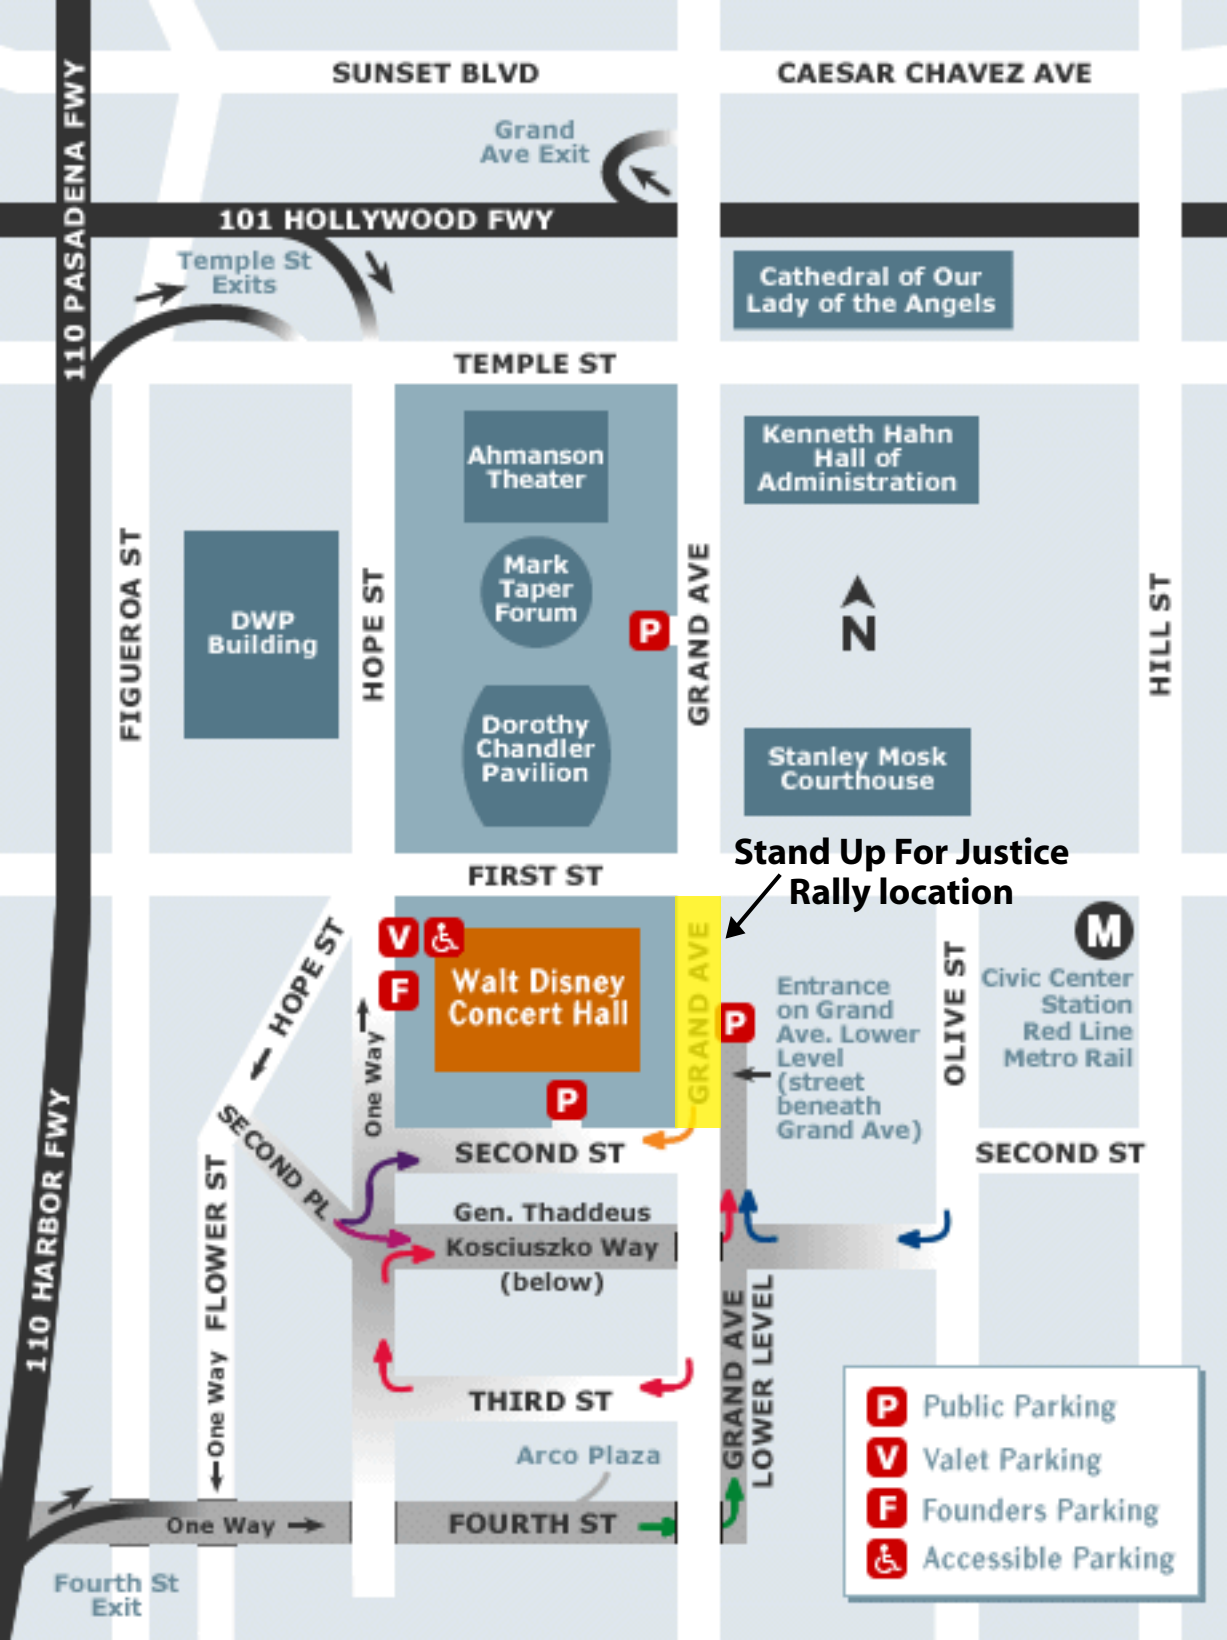 SUNSET BLVD
CAESAR CHAVEZ AVE
110 PASADENA FWY
Grand
Ave Exit
101 HOLLYWOOD FWY
Temple St
Exits
Cathedral of Our
Lady of the Angels
TEMPLE ST
Ahmanson
Theater
Kenneth Hahn
Hall of
Administration
Mark
Taper
Forum
P
FIGUEROA ST
DWP
Building
HOPE ST
GRAND AVE
N
HILL ST
Dorothy
Chandler
Pavilion
Stanley Mosk
Courthouse
Stand Up For Justice
Rally location
FIRST ST
V
F
HOPE ST
Walt Disney
Concert Hall
GRAND AVE
P
Entrance
on Grand
Ave. Lower
Level
(street
beneath
Grand Ave)
OLIVE ST
M
Civic Center
Station
Red Line
Metro Rail
One Way
P
SECOND PL
SECOND ST
SECOND ST
110 HARBOR FWY
FLOWER ST
One Way
Gen. Thaddeus
Kosciuszko Way
(below)
GRAND AVE
LOWER LEVEL
THIRD ST
Arco Plaza
One Way
FOURTH ST
Fourth St
Exit
P Public Parking
V Valet Parking
F Founders Parking
Accessible Parking